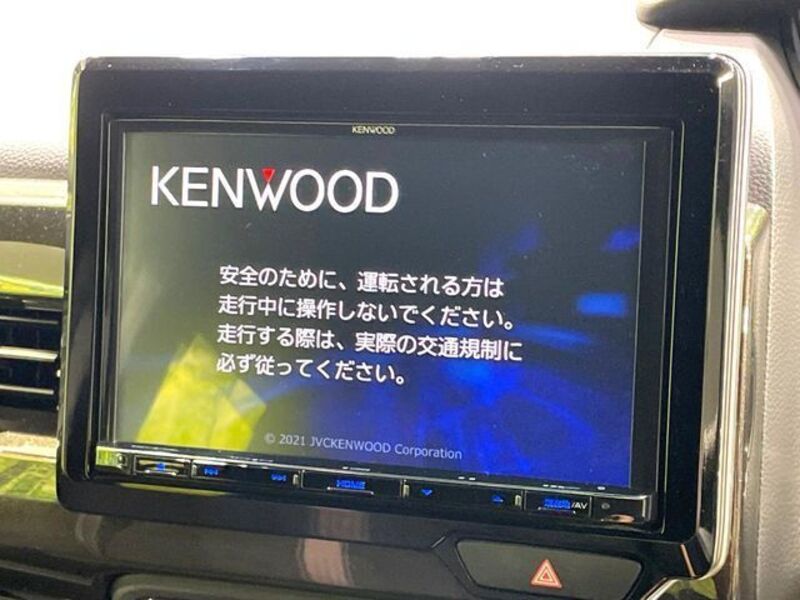 KENWOOD
KENWOOD
安全のために、運転される方は
走行中に操作しないでください。
走行する際は、実際の交通規制に
必ず従ってください。
© 2021 JVCKENWOOD Corporation
HOME
/AV